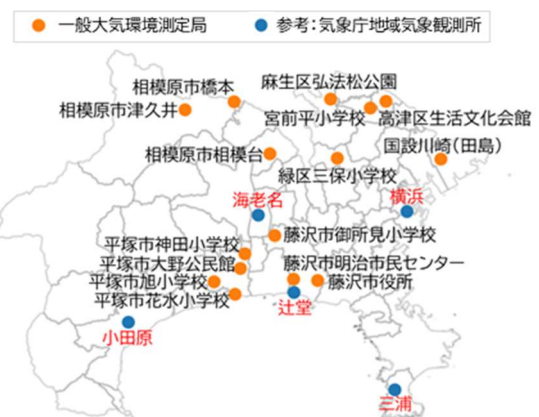 一般大気環境測定局
参考：気象庁地域気象観測所
相模原市橋本
麻生区弘法松公園
相模原市津久井
宮前平小学校
高津区生活文化会館
国設川崎(田島)
相模原市相模台
緑区三保小学校
海老名
横浜
藤沢市御所見小学校
平塚市神田小学校
平塚市大野公民館
藤沢市明治市民センター
平塚市旭小学校
藤沢市役所
平塚市花水小学校
辻堂
小田原
三浦